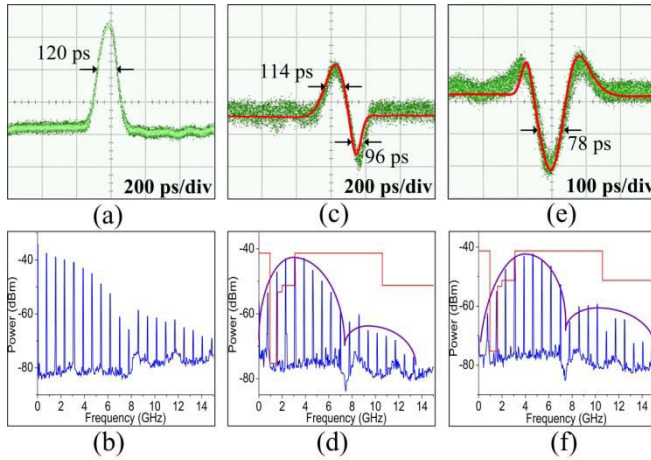 120 ps
200 ps/div
(a)
114 ps
96 ps
200 ps/div
(c)
78 ps
100 ps/div
(e)
Power (dBm)
-40
-60
-80
0 2 4 6 8 10 12 14
Frequency (GHz)
(b)
Power (dBm)
-40
-60
-80
0 2 4 6 8 10 12 14
Frequency (GHz)
(d)
Power (dBm)
-40
-60
-80
0 2 4 6 8 10 12 14
Frequency (GHz)
(f)